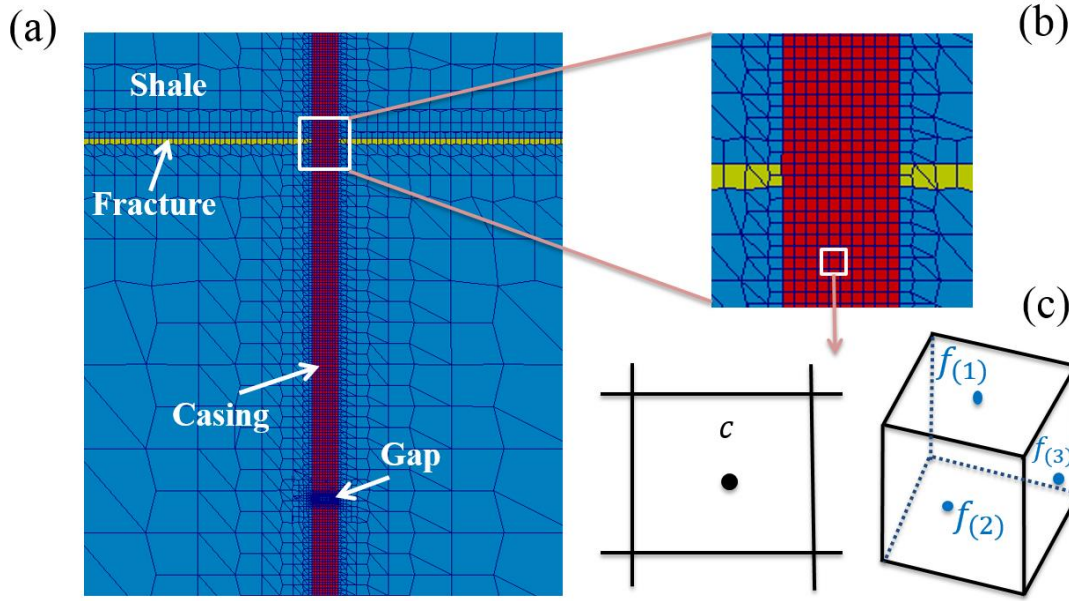 (a)
Shale
Fracture
Casing
Gap
(b)
(c)
c
f(1)
f(3)
f(2)